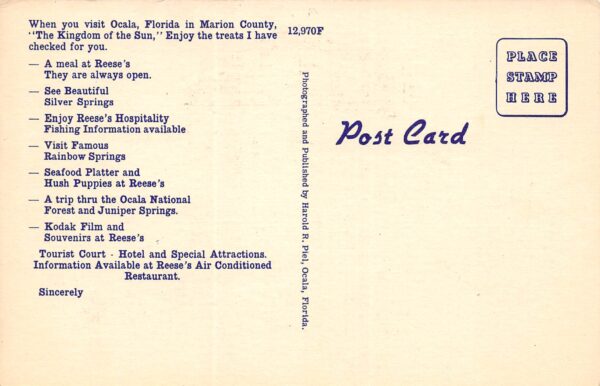 When you visit Ocala, Florida in Marion County,
"The Kingdom of the Sun," Enjoy the treats I have
checked for you.
— A meal at Reese's
They are always open.
— See Beautiful
Silver Springs
— Enjoy Reese's Hospitality
Fishing Information available
— Visit Famous
Rainbow Springs
— Seafood Platter and
Hush Puppies at Reese's
— A trip thru the Ocala National
Forest and Juniper Springs.
— Kodak Film and
Souvenirs at Reese's
Tourist Court - Hotel and Special Attractions.
Information Available at Reese's Air Conditioned
Restaurant.
Sincerely
12,970F
Photographed and Published by Harold R. Piel, Ocala, Florida.
Post Card
PLACE
STAMP
HERE